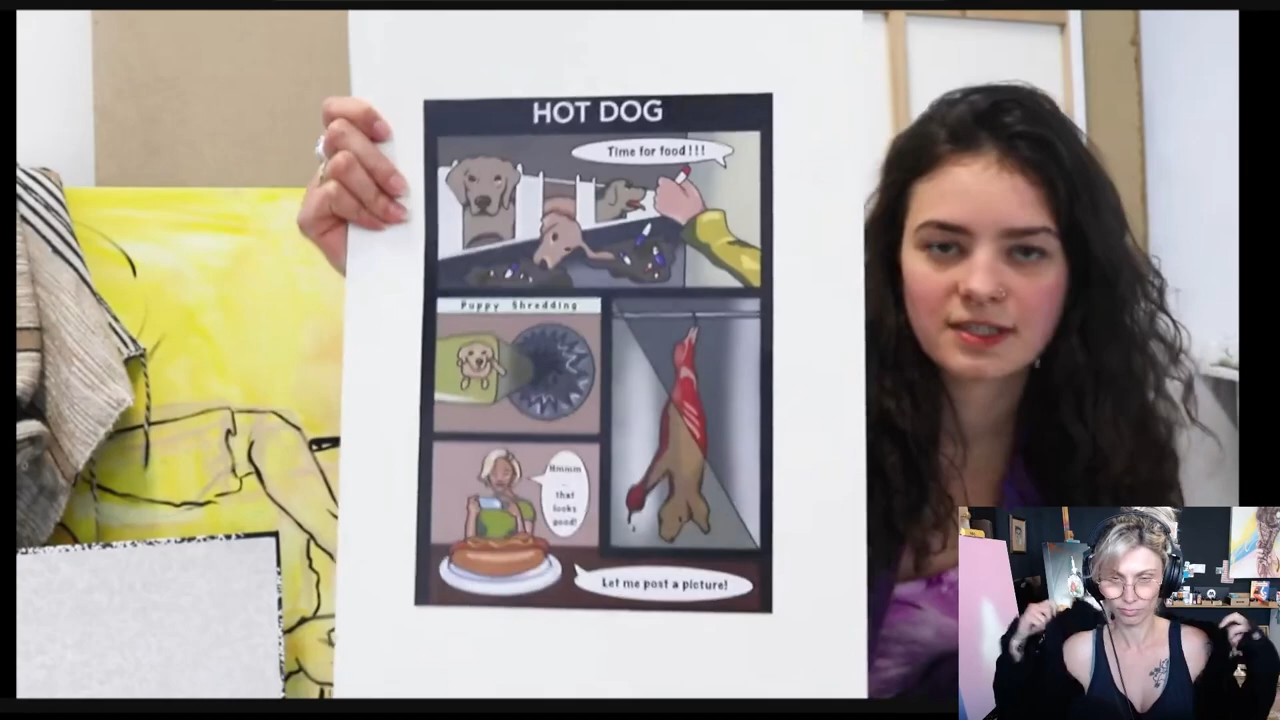 HOT DOG
Time for food!!!
Puppy Shredding
Hmmm
...
that
looks
good!
Let me post a picture!